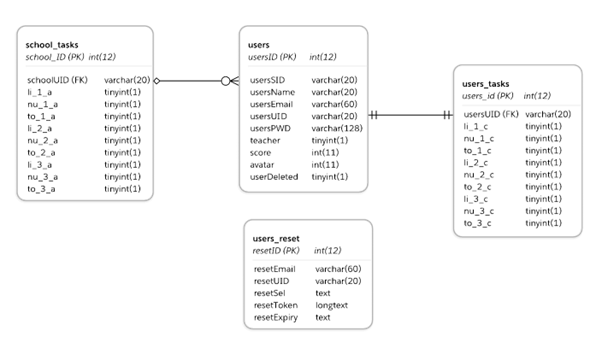 school_tasks
school_ID (PK) int(12)
schoolUID (FK) varchar(20)
li_1_a tinyint(1)
nu_1_a tinyint(1)
to_1_a tinyint(1)
li_2_a tinyint(1)
nu_2_a tinyint(1)
to_2_a tinyint(1)
li_3_a tinyint(1)
nu_3_a tinyint(1)
to_3_a tinyint(1)
users
usersID (PK) int(12)
usersSID varchar(20)
usersName varchar(20)
usersEmail varchar(60)
usersUID varchar(20)
usersPWD varchar(128)
teacher tinyint(1)
score int(11)
avatar int(11)
userDeleted tinyint(1)
users_tasks
users_id (PK) int(12)
usersUID (FK) varchar(20)
li_1_c tinyint(1)
nu_1_c tinyint(1)
to_1_c tinyint(1)
li_2_c tinyint(1)
nu_2_c tinyint(1)
to_2_c tinyint(1)
li_3_c tinyint(1)
nu_3_c tinyint(1)
to_3_c tinyint(1)
users_reset
resetID (PK) int(12)
resetEmail varchar(60)
resetUID varchar(20)
resetSel text
resetToken longtext
resetExpiry text